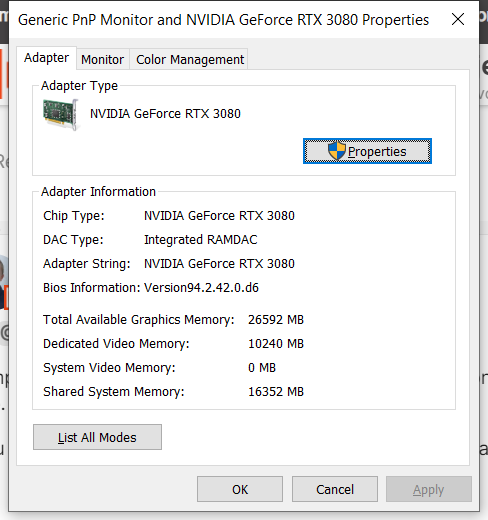 Generic PnP Monitor and NVIDIA GeForce RTX 3080 Properties
Adapter Monitor Color Management
Adapter Type
NVIDIA GeForce RTX 3080
Properties
Adapter Information
Chip Type: NVIDIA GeForce RTX 3080
DAC Type: Integrated RAMDAC
Adapter String: NVIDIA GeForce RTX 3080
Bios Information: Version94.2.42.0.d6
Total Available Graphics Memory: 26592 MB
Dedicated Video Memory: 10240 MB
System Video Memory: 0 MB
Shared System Memory: 16352 MB
List All Modes
OK Cancel Apply